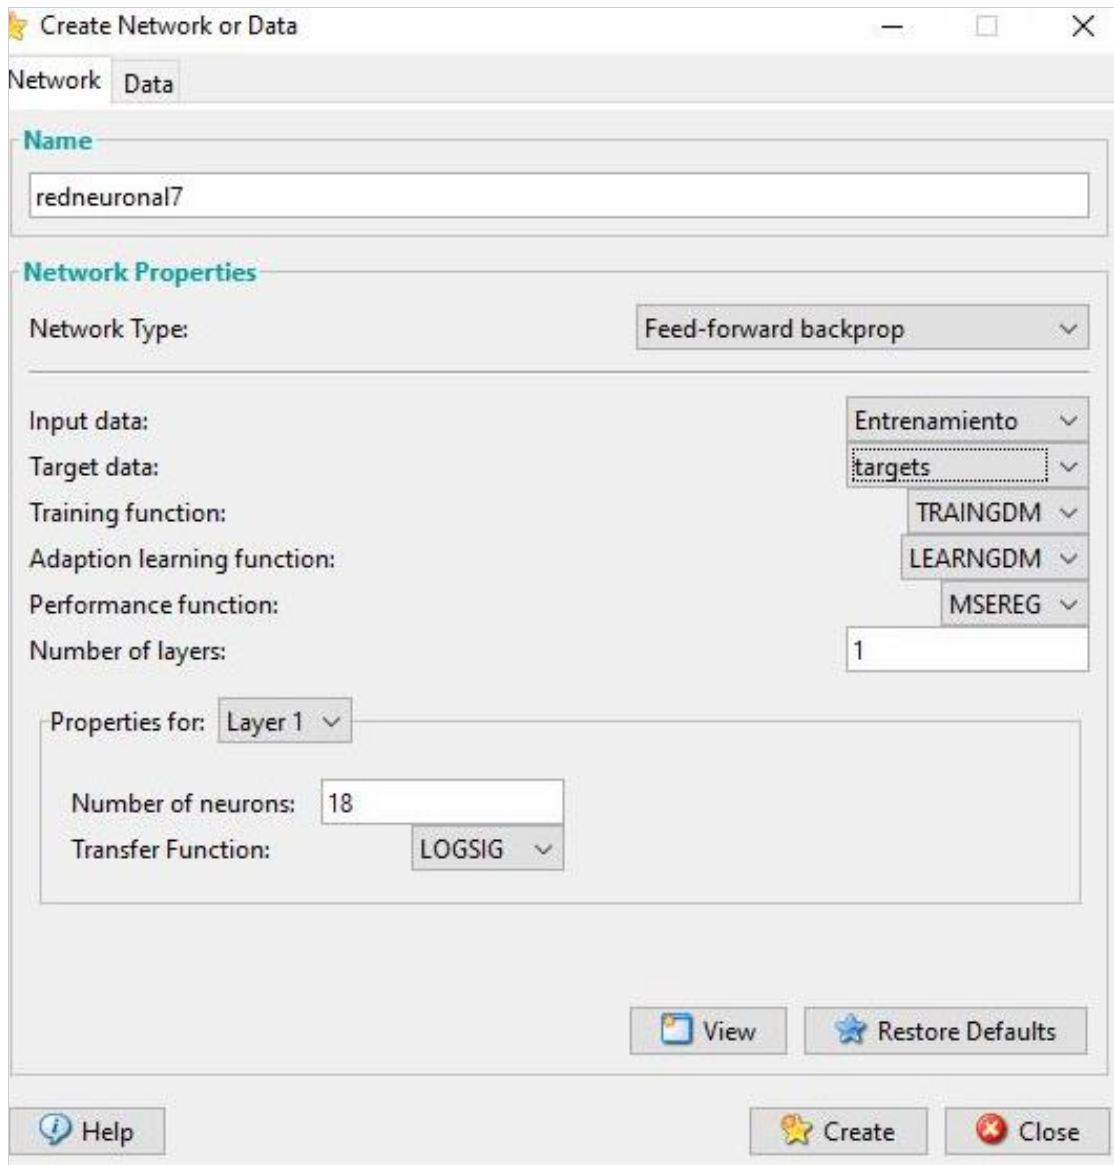 Create Network or Data
Network Data
Name
redneuronal7
Network Properties
Network Type: Feed-forward backprop
Input data: Entrenamiento
Target data: targets
Training function: TRAINGDM
Adaption learning function: LEARNGDM
Performance function: MSEREG
Number of layers: 1
Properties for: Layer 1
Number of neurons: 18
Transfer Function: LOGSIG
View Restore Defaults
Help Create Close